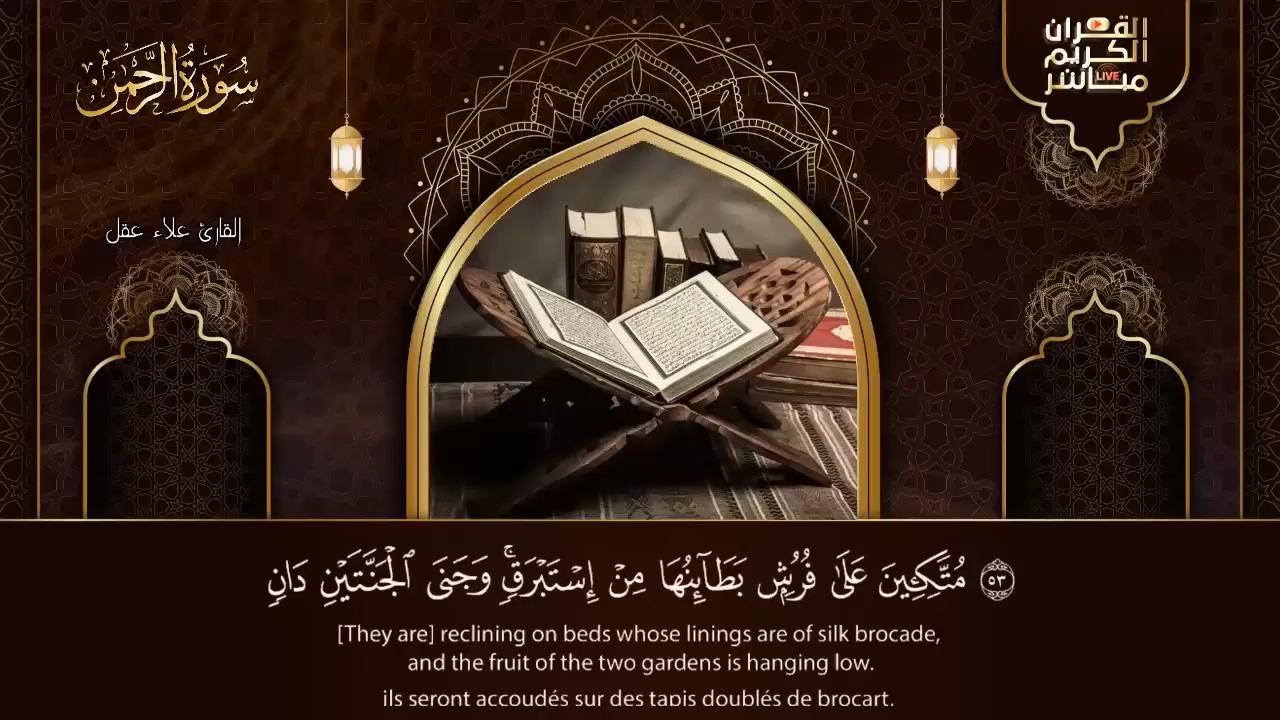 سُورَةُ الرَّحْمَٰن
القرآن
الكريم
مباشر
LIVE
القارئ علاء عقل
۝٥٣ مُتَّكِـِٔينَ عَلَىٰ فُرُشِۭ بَطَآئِنُهَا مِنْ إِسْتَبْرَقٍۚ وَجَنَى ٱلْجَنَّتَيْنِ دَانٍ
[They are] reclining on beds whose linings are of silk brocade,
and the fruit of the two gardens is hanging low.
ils seront accoudés sur des tapis doublés de brocart.